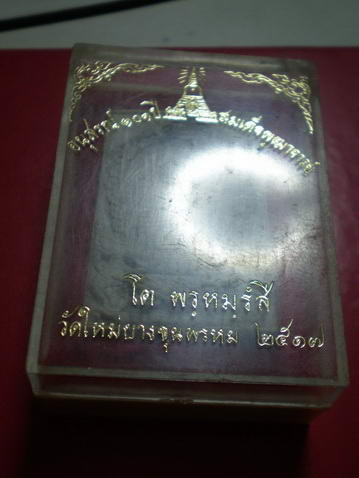 อนุสรณ์ ๑๐๐ ปี สมเด็จพุฒาจารย์
โต พรหมรํสี
วัดใหม่บางขุนพรหม ๒๕๑๗